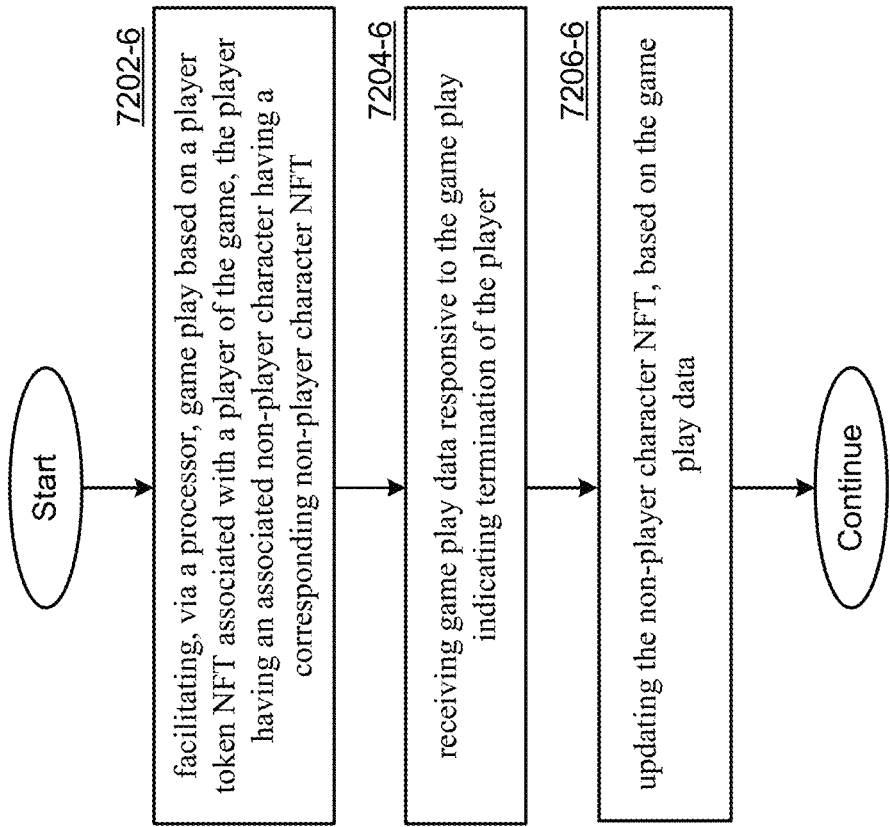 Start
7202-6
facilitating, via a processor, game play based on a player
token NFT associated with a player of the game, the player
having an associated non-player character having a
corresponding non-player character NFT
7204-6
receiving game play data responsive to the game play
indicating termination of the player
7206-6
updating the non-player character NFT, based on the game
play data
Continue